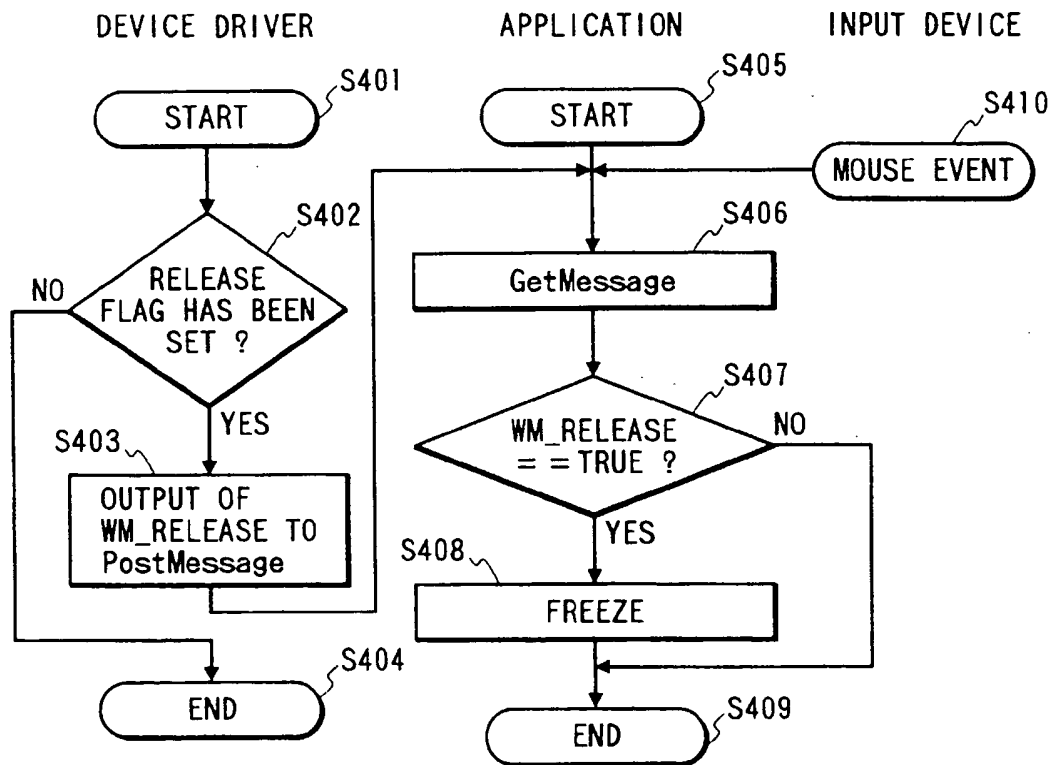 DEVICE DRIVER
APPLICATION
INPUT DEVICE
S401
START
S402
RELEASE
FLAG HAS BEEN
SET ?
NO
YES
S403
OUTPUT OF
WM_RELEASE TO
PostMessage
S404
END
S405
START
S410
MOUSE EVENT
S406
GetMessage
S407
WM_RELEASE
= = TRUE ?
NO
YES
S408
FREEZE
S409
END